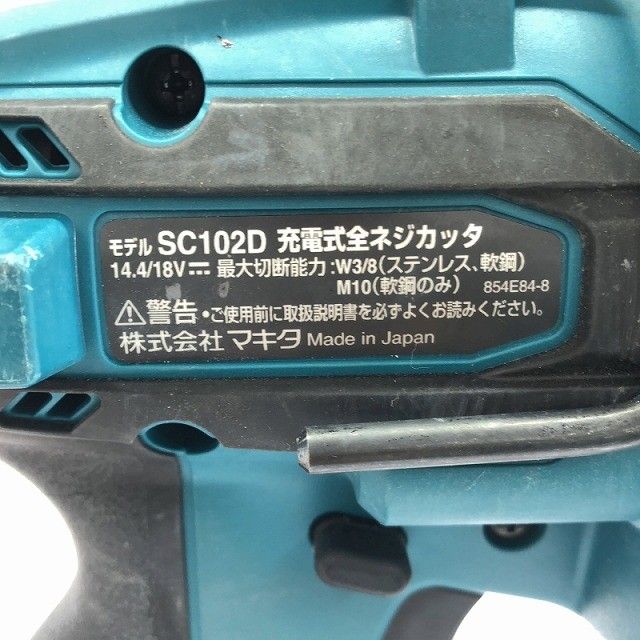 モデル SC102D 充電式全ネジカッタ
14.4/18V⎓ 最大切断能力:W3/8(ステンレス、軟鋼)
M10(軟鋼のみ) 854E84-8
⚠警告・ご使用前に取扱説明書を必ずよくお読みください。
株式会社 マキタ Made in Japan